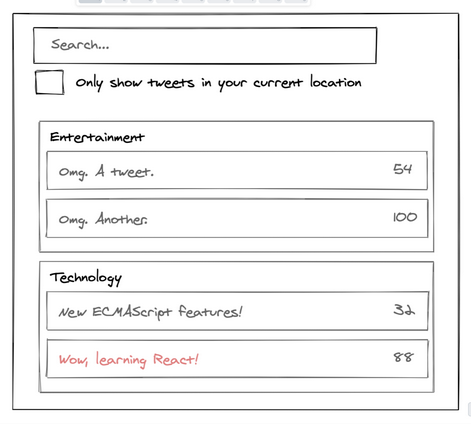 Search...
Only show tweets in your current location
Entertainment
Omg. A tweet. 54
Omg. Another. 100
Technology
New ECMAScript features! 32
Wow, learning React! 88